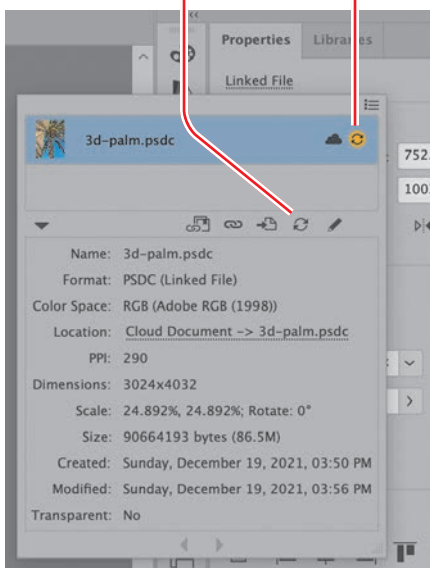 Properties Libraries
Linked File
3d-palm.psdc
752
100
Name: 3d-palm.psdc
Format: PSDC (Linked File)
Color Space: RGB (Adobe RGB (1998))
Location: Cloud Document -> 3d-palm.psdc
PPI: 290
Dimensions: 3024x4032
Scale: 24.892%, 24.892%; Rotate: 0°
Size: 90664193 bytes (86.5M)
Created: Sunday, December 19, 2021, 03:50 PM
Modified: Sunday, December 19, 2021, 03:56 PM
Transparent: No